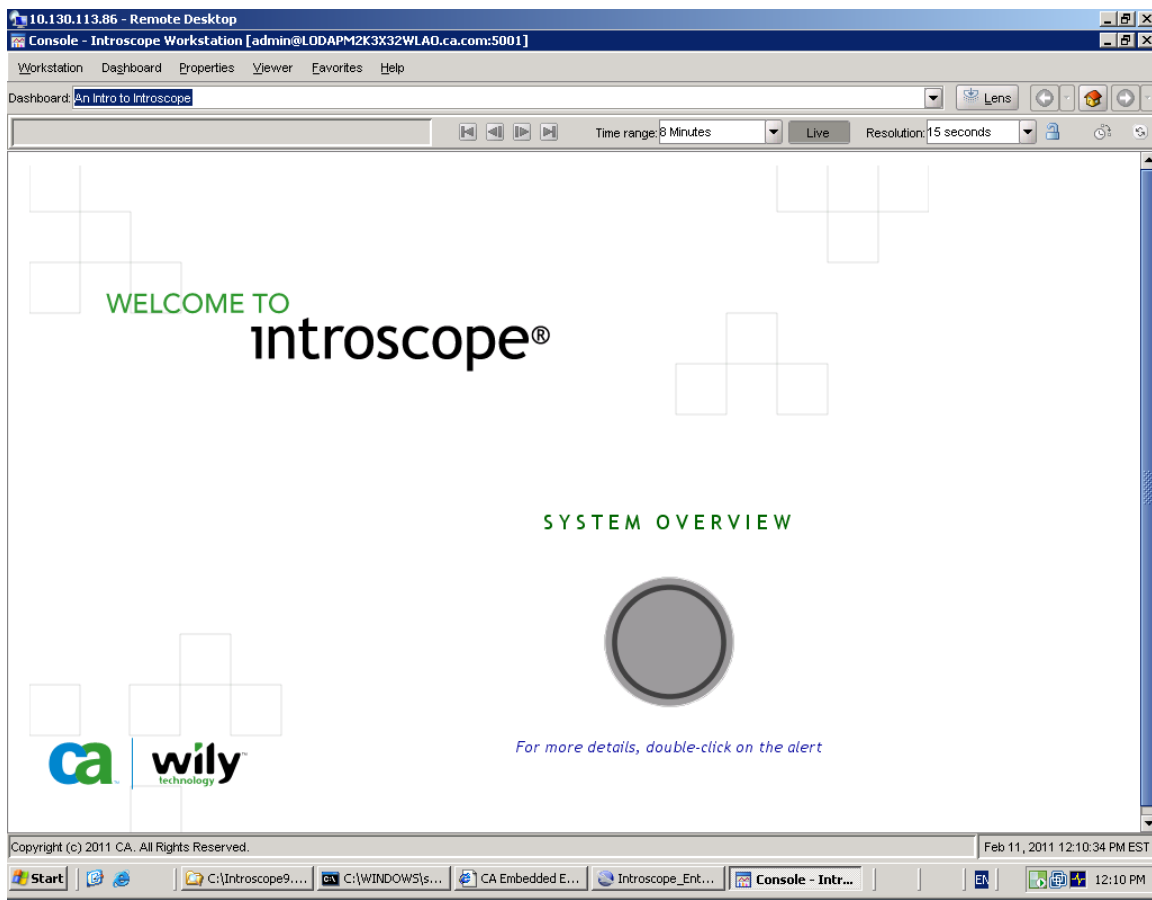 10.130.113.86 - Remote Desktop
Console - Introscope Workstation [admin@LODAPM2K3X32WLAO.ca.com:5001]
Workstation Dashboard Properties Viewer Favorites Help
Dashboard: An Intro to Introscope Lens
Time range: 8 Minutes Live Resolution: 15 seconds
WELCOME TO
introscope®
SYSTEM OVERVIEW
For more details, double-click on the alert
ca wily™
technology
Copyright (c) 2011 CA. All Rights Reserved. Feb 11, 2011 12:10:34 PM EST
Start C:\Introscope9.... C:\WINDOWS\s... CA Embedded E... Introscope_Ent... Console - Intr... EN 12:10 PM